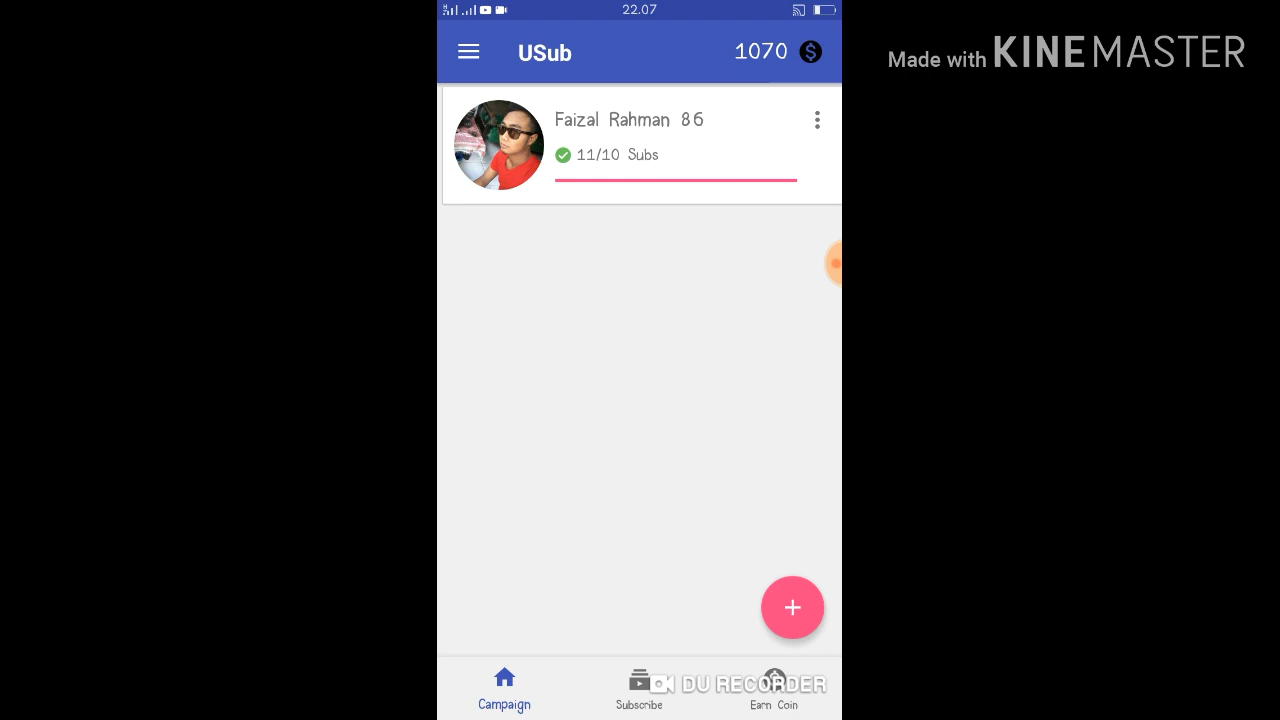 22.07
USub 1070
Made with KINEMASTER
Faizal Rahman 86
11/10 Subs
DU RECORDER
Campaign Subscribe Earn Coin